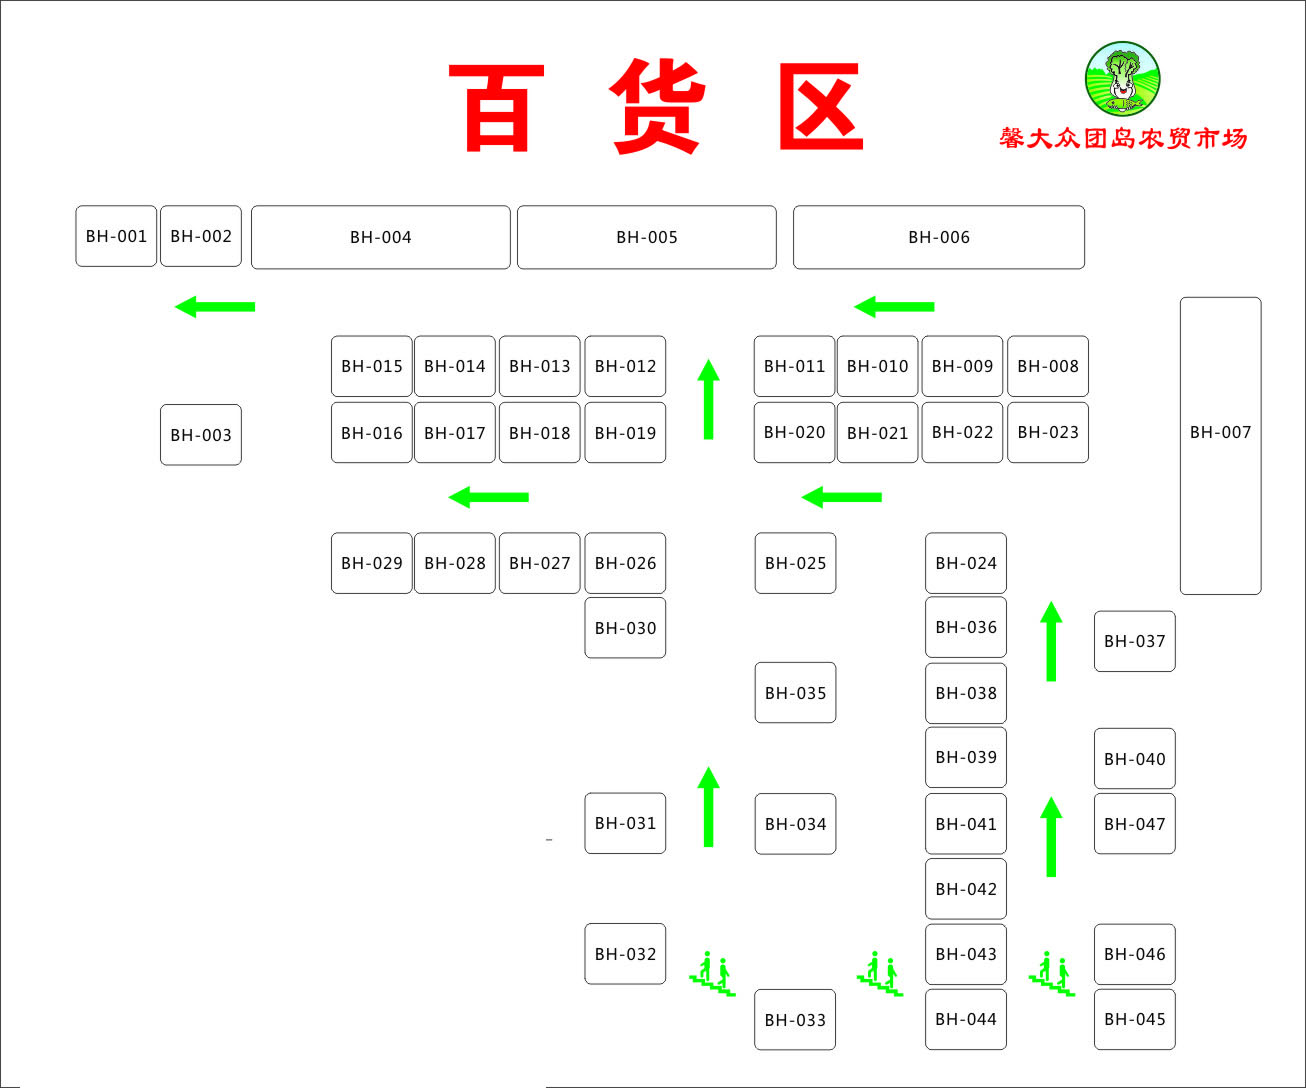 百货区
馨大众团岛农贸市场
BH-001 BH-002 BH-004 BH-005 BH-006
BH-015 BH-014 BH-013 BH-012 BH-011 BH-010 BH-009 BH-008
BH-003 BH-016 BH-017 BH-018 BH-019 BH-020 BH-021 BH-022 BH-023 BH-007
BH-029 BH-028 BH-027 BH-026 BH-025 BH-024
BH-030 BH-036 BH-037
BH-035 BH-038
BH-039 BH-040
BH-031 BH-034 BH-041 BH-047
BH-042
BH-032 BH-043 BH-046
BH-033 BH-044 BH-045